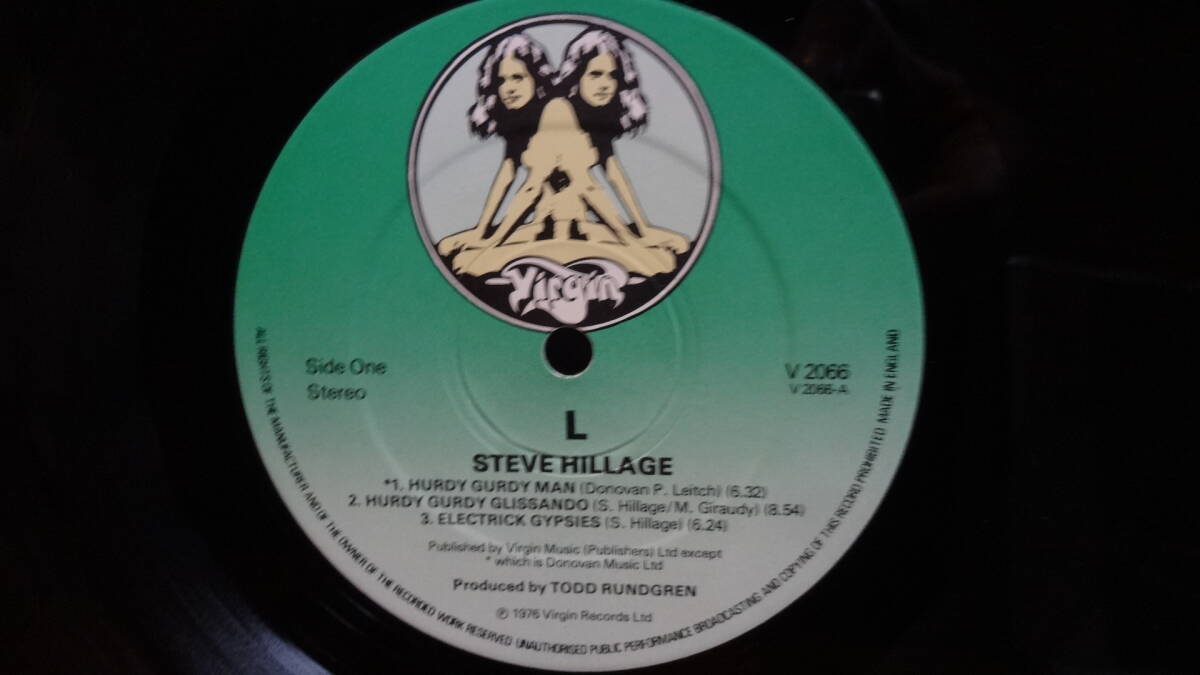 Virgin
Side One
Stereo
V 2066
V 2066-A
L
STEVE HILLAGE
*1. HURDY GURDY MAN (Donovan P. Leitch) (6.32)
2. HURDY GURDY GLISSANDO (S. Hillage/M. Giraudy) (8.54)
3. ELECTRICK GYPSIES (S. Hillage) (6.24)
Published by Virgin Music (Publishers) Ltd except
* which is Donovan Music Ltd
Produced by TODD RUNDGREN
℗ 1976 Virgin Records Ltd
ALL RIGHTS OF THE MANUFACTURER AND OF THE OWNER OF THE RECORDED WORK RESERVED. UNAUTHORISED PUBLIC PERFORMANCE BROADCASTING AND COPYING OF THIS RECORD PROHIBITED MADE IN ENGLAND